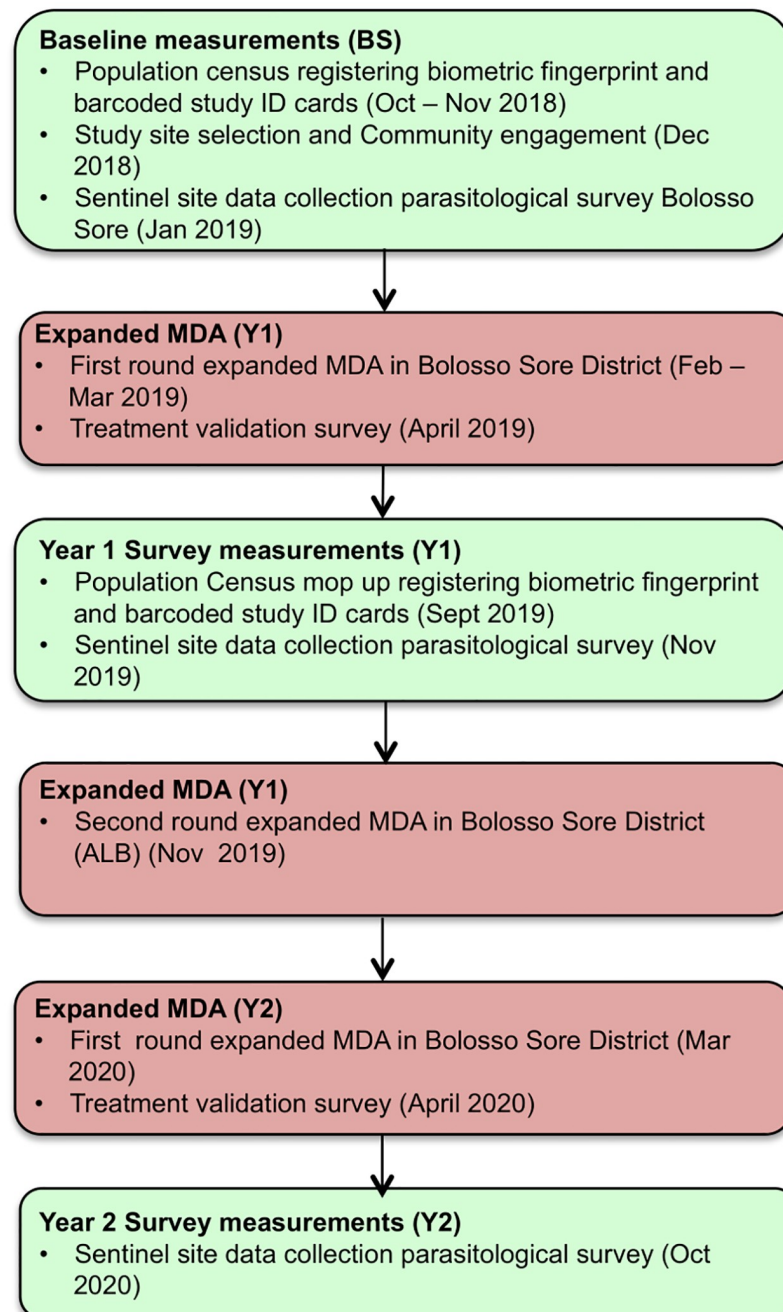 Baseline measurements (BS)
• Population census registering biometric fingerprint and
barcoded study ID cards (Oct – Nov 2018)
• Study site selection and Community engagement (Dec
2018)
• Sentinel site data collection parasitological survey Bolosso
Sore (Jan 2019)
Expanded MDA (Y1)
• First round expanded MDA in Bolosso Sore District (Feb –
Mar 2019)
• Treatment validation survey (April 2019)
Year 1 Survey measurements (Y1)
• Population Census mop up registering biometric fingerprint
and barcoded study ID cards (Sept 2019)
• Sentinel site data collection parasitological survey (Nov
2019)
Expanded MDA (Y1)
• Second round expanded MDA in Bolosso Sore District
(ALB) (Nov 2019)
Expanded MDA (Y2)
• First round expanded MDA in Bolosso Sore District (Mar
2020)
• Treatment validation survey (April 2020)
Year 2 Survey measurements (Y2)
• Sentinel site data collection parasitological survey (Oct
2020)